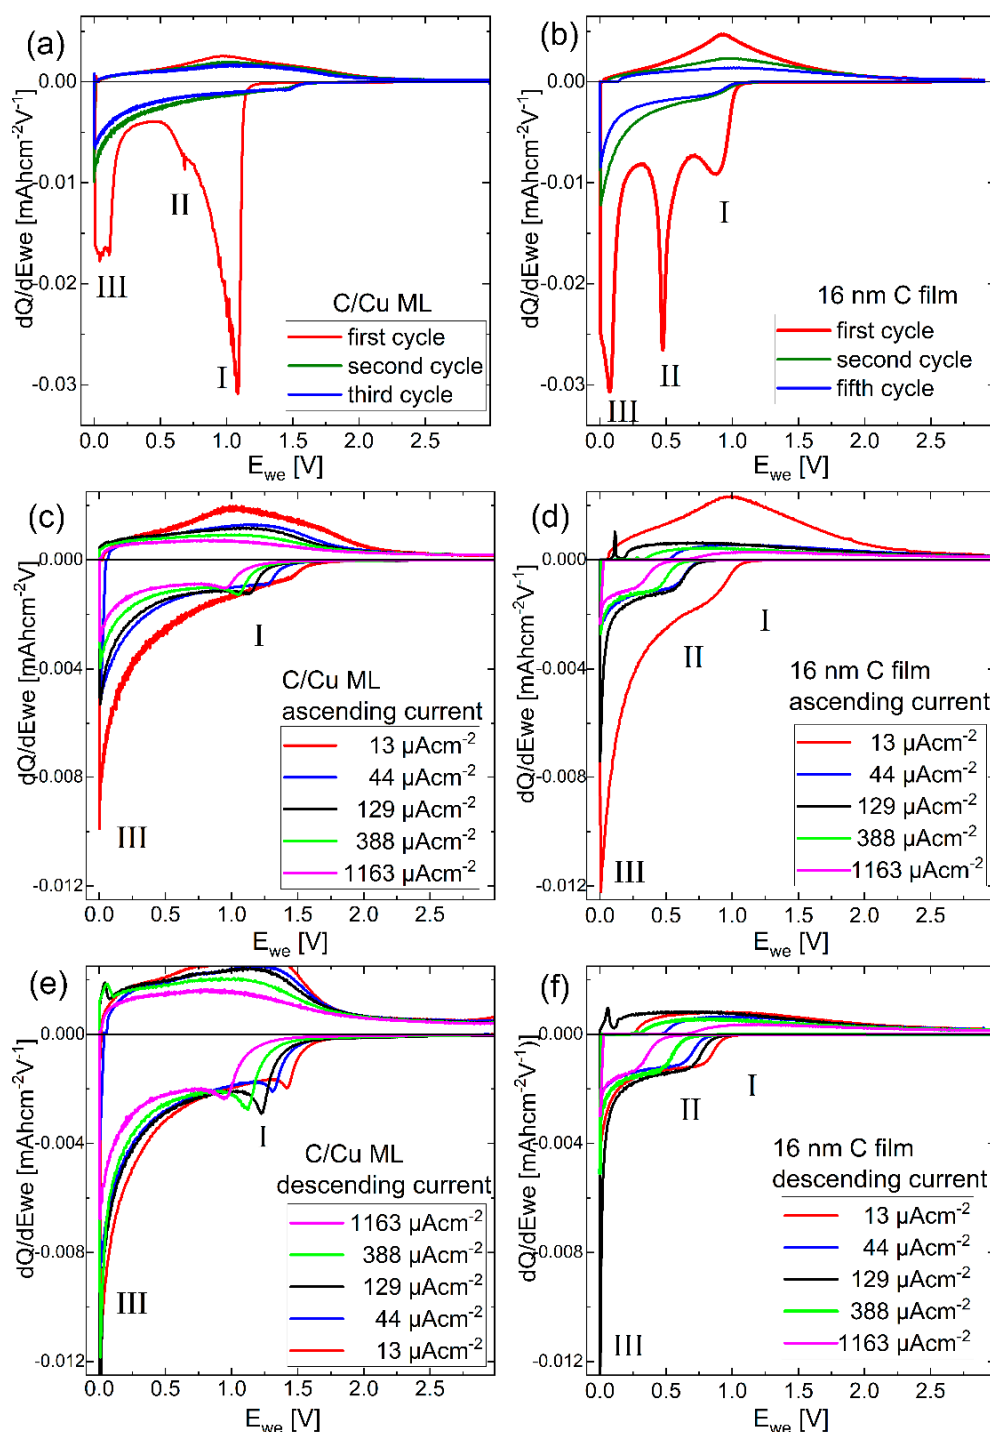 (a)
0.00
-0.01
-0.02
-0.03
dQ/dEwe [mAhcm-2V-1]
I
II
III
C/Cu ML
first cycle
second cycle
third cycle
0.0 0.5 1.0 1.5 2.0 2.5
Ewe [V]
(b)
0.00
-0.01
-0.02
-0.03
dQ/dEwe [mAhcm-2V-1]
I
II
III
16 nm C film
first cycle
second cycle
fifth cycle
0.0 0.5 1.0 1.5 2.0 2.5
Ewe [V]
(c)
0.000
-0.004
-0.008
-0.012
dQ/dEwe [mAhcm-2V]
I
III
C/Cu ML
ascending current
13 µAcm-2
44 µAcm-2
129 µAcm-2
388 µAcm-2
1163 µAcm-2
0.0 0.5 1.0 1.5 2.0 2.5
Ewe [V]
(d)
0.000
-0.004
-0.008
-0.012
dQ/dEwe [mAhcm-2V-1]
I
II
III
16 nm C film
ascending current
13 µAcm-2
44 µAcm-2
129 µAcm-2
388 µAcm-2
1163 µAcm-2
0.0 0.5 1.0 1.5 2.0 2.5
Ewe [V]
(e)
0.000
-0.004
-0.008
-0.012
dQ/dEwe [mAhcm-2V-1]
I
III
C/Cu ML
descending current
1163 µAcm-2
388 µAcm-2
129 µAcm-2
44 µAcm-2
13 µAcm-2
0.0 0.5 1.0 1.5 2.0 2.5
Ewe [V]
(f)
0.000
-0.004
-0.008
-0.012
dQ/dEwe [mAhcm-2V-1)]
I
II
III
16 nm C film
descending current
13 µAcm-2
44 µAcm-2
129 µAcm-2
388 µAcm-2
1163 µAcm-2
0.0 0.5 1.0 1.5 2.0 2.5
Ewe [V]